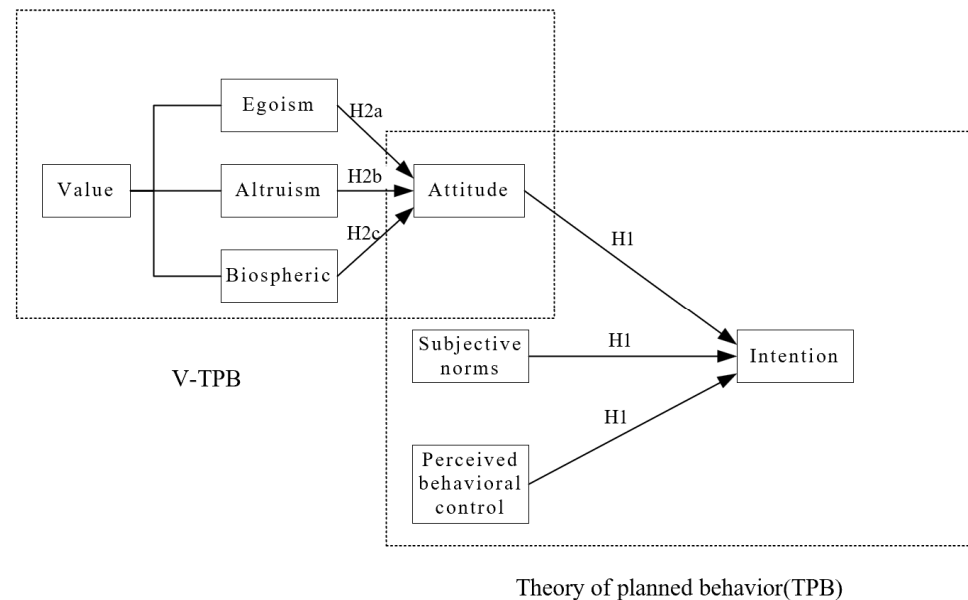 Egoism
H2a
Value
Altruism
H2b
Attitude
H2c
Biospheric
H1
Subjective
norms
H1
Intention
V-TPB
H1
Perceived
behavioral
control
Theory of planned behavior(TPB)